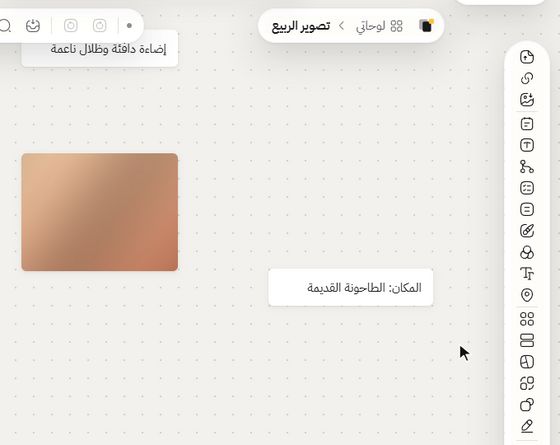 لوحاتي
تصوير الربيع
إضاءة دافئة وظلال ناعمة
المكان: الطاحونة القديمة